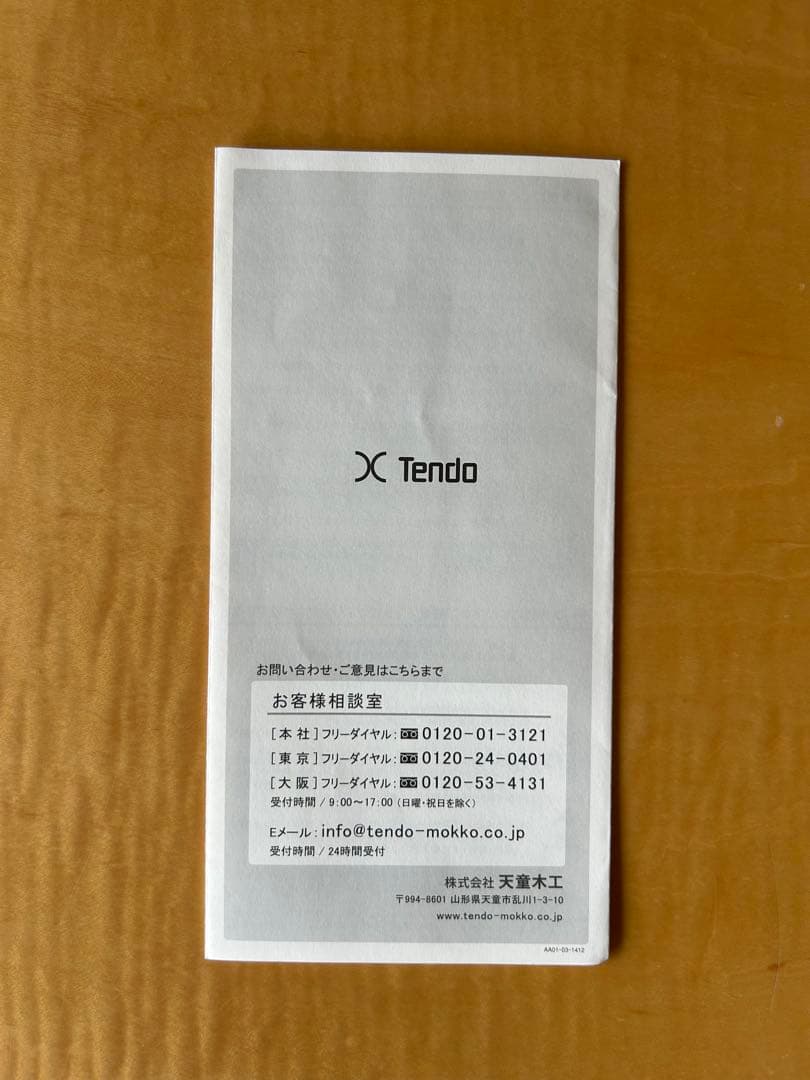 Tendo
お問い合わせ・ご意見はこちらまで
お客様相談室
[本社]フリーダイヤル:0120-01-3121
[東京]フリーダイヤル:0120-24-0401
[大阪]フリーダイヤル:0120-53-4131
受付時間/9:00〜17:00(日曜・祝日を除く)
Eメール:info@tendo-mokko.co.jp
受付時間/24時間受付
株式会社 天童木工
〒994-8601 山形県天童市乱川1-3-10
www.tendo-mokko.co.jp
AA01-03-1412